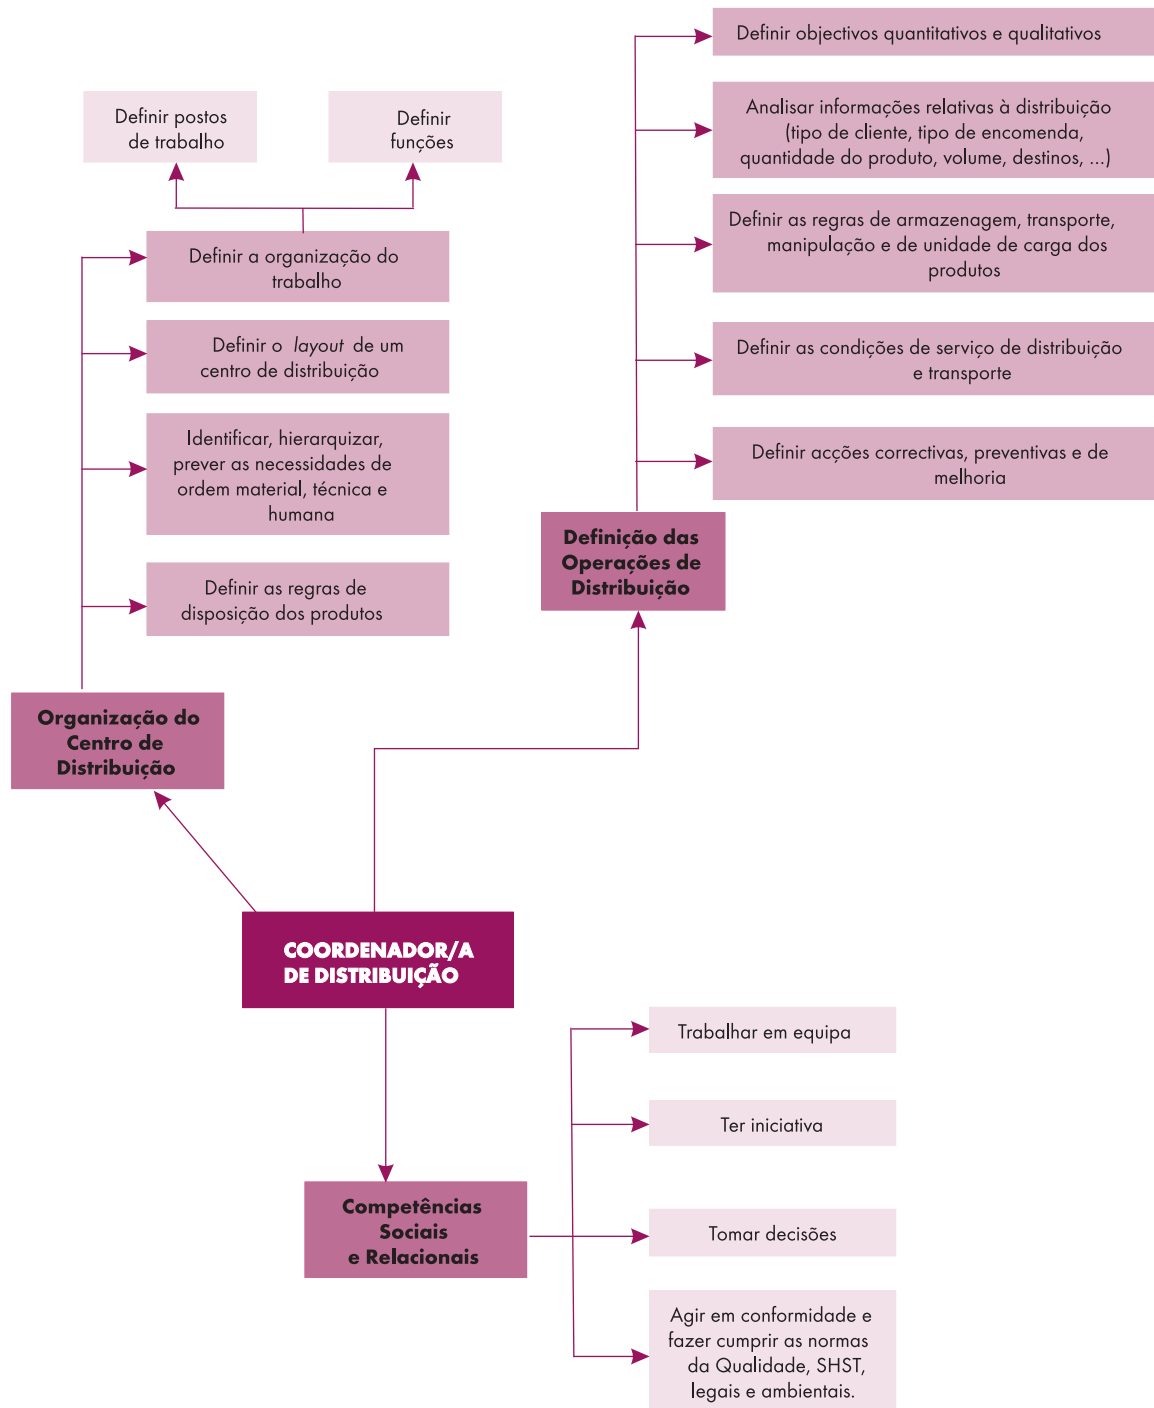 Definir objectivos quantitativos e qualitativos
Analisar informações relativas à distribuição
(tipo de cliente, tipo de encomenda,
quantidade do produto, volume, destinos, ...)
Definir as regras de armazenagem, transporte,
manipulação e de unidade de carga dos
produtos
Definir as condições de serviço de distribuição
e transporte
Definir acções correctivas, preventivas e de
melhoria
Definição das
Operações de
Distribuição
Definir postos
de trabalho
Definir
funções
Definir a organização do
trabalho
Definir o layout de um
centro de distribuição
Identificar, hierarquizar,
prever as necessidades de
ordem material, técnica e
humana
Definir as regras de
disposição dos produtos
Organização do
Centro de
Distribuição
COORDENADOR/A
DE DISTRIBUIÇÃO
Competências
Sociais
e Relacionais
Trabalhar em equipa
Ter iniciativa
Tomar decisões
Agir em conformidade e
fazer cumprir as normas
da Qualidade, SHST,
legais e ambientais.